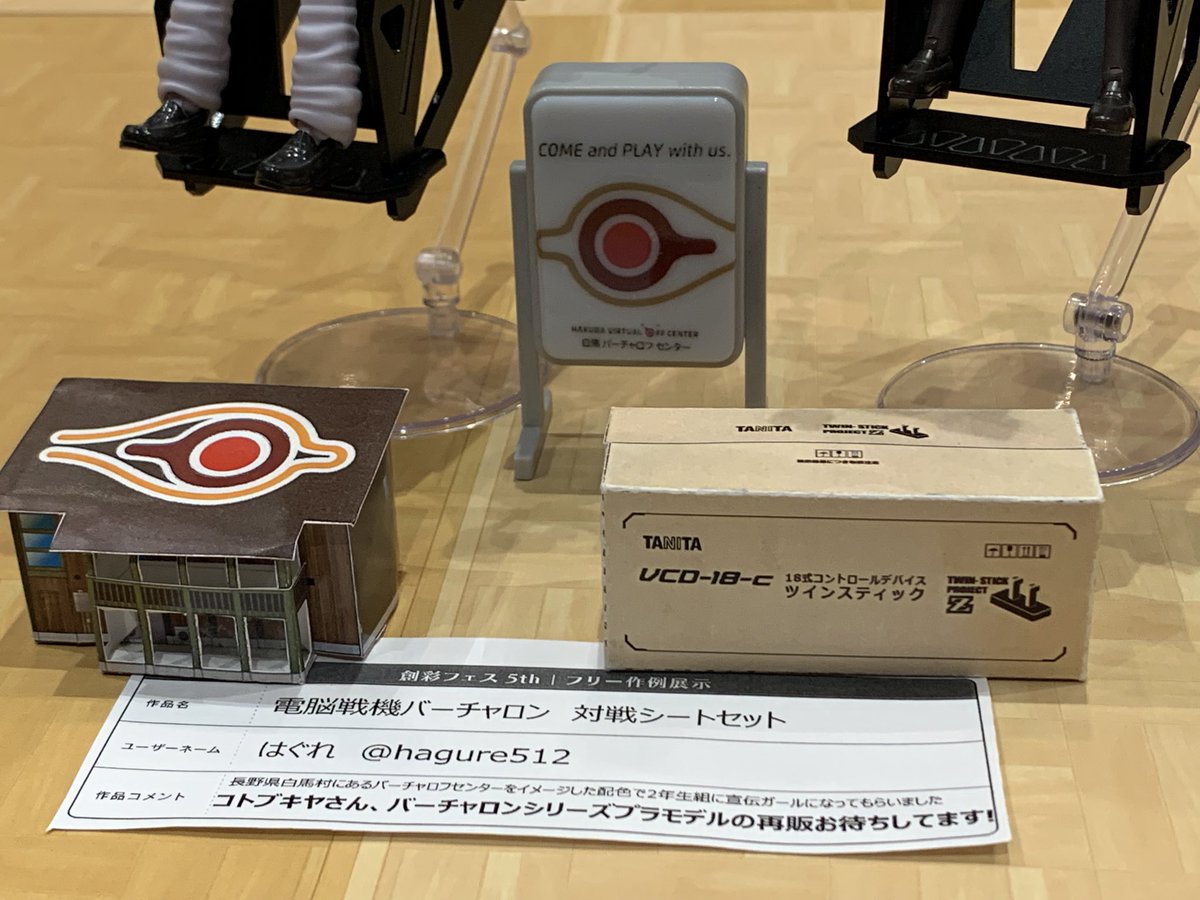 COME and PLAY with us.
HAKUBA VIRTUAL OFF CENTER
白馬 バーチャロフ センター
TANITA
TWIN-STICK
PROJECT Z
TANITA
VCD-18-C
18式コントロールデバイス
ツインスティック
TWIN-STICK
PROJECT
Z
創彩フェス 5th | フリー作例展示
作品名 電脳戦機バーチャロン 対戦シートセット
ユーザーネーム はぐれ @hagure512
作品コメント 長野県白馬村にあるバーチャロフセンターをイメージした配色で2年生組に宣伝ガールになってもらいました
コトブキヤさん、バーチャロンシリーズプラモデルの再販お待ちしてます!